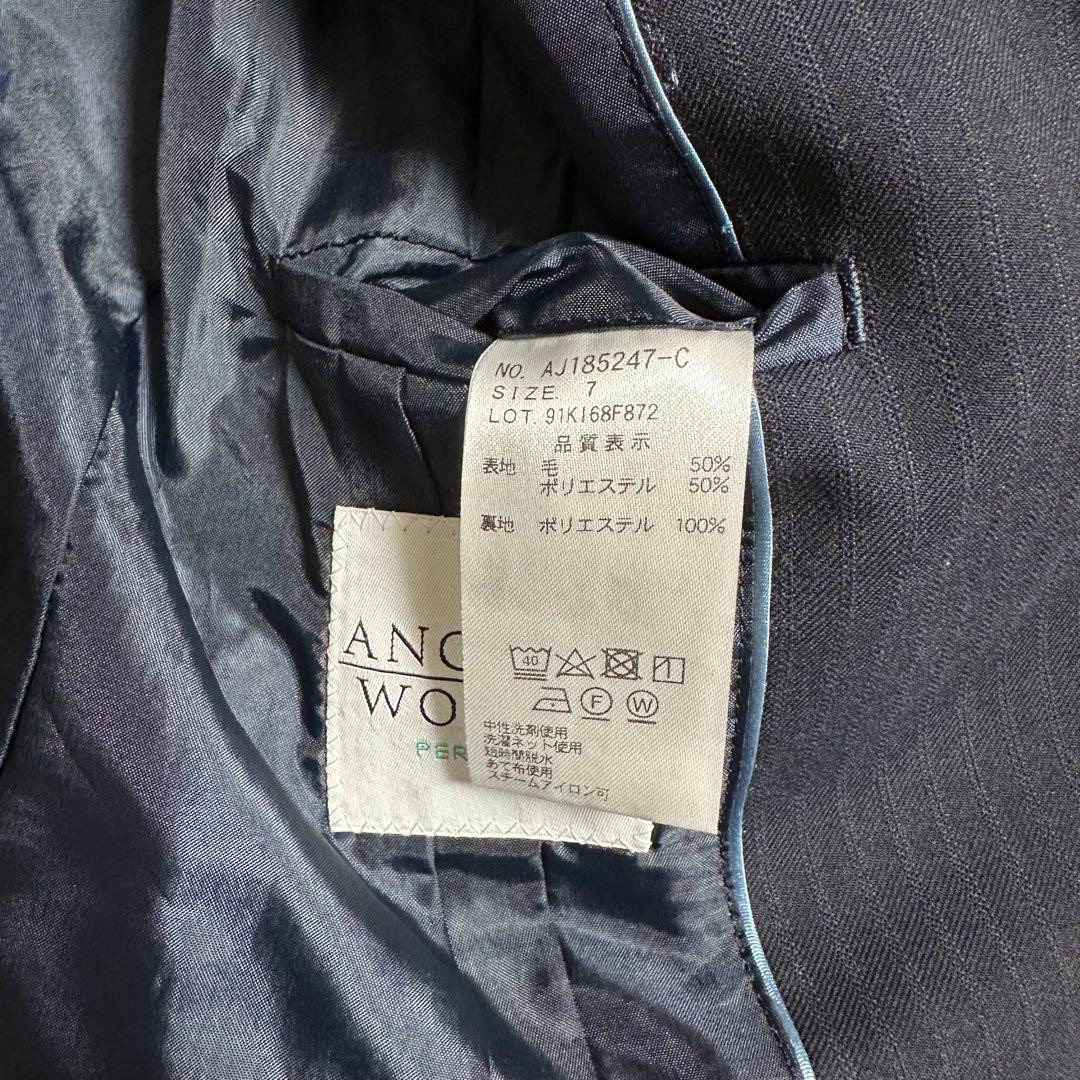 NO. AJ185247-C
SIZE. 7
LOT. 91KI68F872
品質表示
表地 毛 50%
ポリエステル 50%
裏地 ポリエステル 100%
40
F W
中性洗剤使用
洗濯ネット使用
短時間脱水
あて布使用
スチームアイロン可
ANC
WO
PER